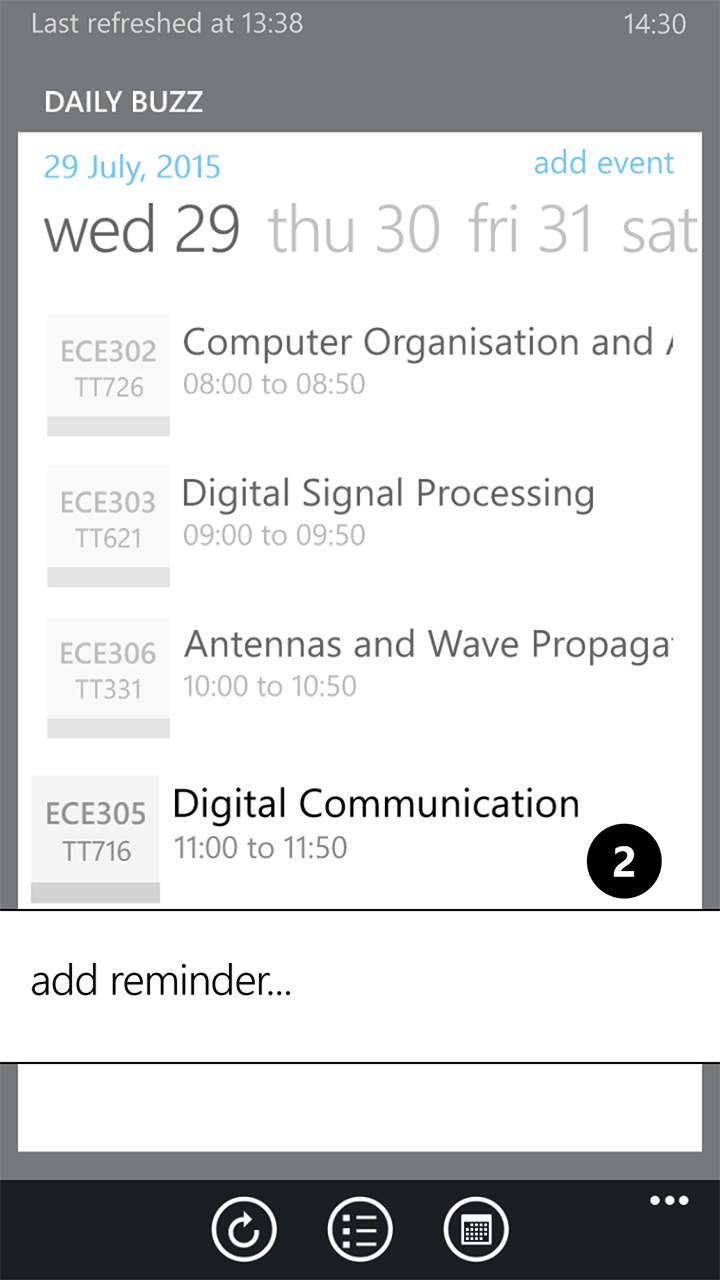 Last refreshed at 13:38 14:30
DAILY BUZZ
29 July, 2015 add event
wed 29 thu 30 fri 31 sat
ECE302
TT726
Computer Organisation and
08:00 to 08:50
ECE303
TT621
Digital Signal Processing
09:00 to 09:50
ECE306
TT331
Antennas and Wave Propaga
10:00 to 10:50
ECE305
TT716
Digital Communication
11:00 to 11:50
2
add reminder...